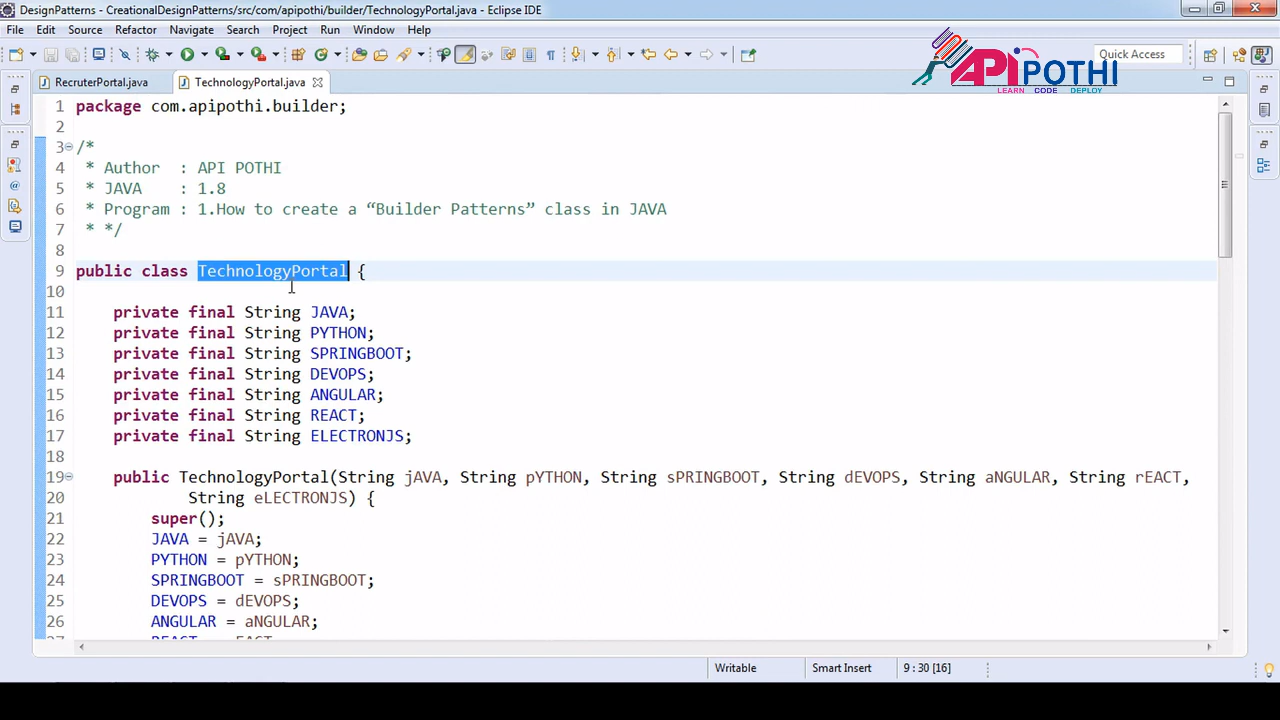 DesignPatterns - CreationalDesignPatterns/src/com/apipothi/builder/TechnologyPortal.java - Eclipse IDE
File Edit Source Refactor Navigate Search Project Run Window Help
Quick Access
APIPOTHI
LEARN CODE DEPLOY
RecruterPortal.java TechnologyPortal.java
1 package com.apipothi.builder;
2
3 /*
4 * Author : API POTHI
5 * JAVA : 1.8
6 * Program : 1.How to create a “Builder Patterns” class in JAVA
7 * */
8
9 public class TechnologyPortal {
10
11 private final String JAVA;
12 private final String PYTHON;
13 private final String SPRINGBOOT;
14 private final String DEVOPS;
15 private final String ANGULAR;
16 private final String REACT;
17 private final String ELECTRONJS;
18
19 public TechnologyPortal(String jAVA, String pYTHON, String sPRINGBOOT, String dEVOPS, String aNGULAR, String rEACT,
20 String eLECTRONJS) {
21 super();
22 JAVA = jAVA;
23 PYTHON = pYTHON;
24 SPRINGBOOT = sPRINGBOOT;
25 DEVOPS = dEVOPS;
26 ANGULAR = aNGULAR;
Writable Smart Insert 9 : 30 [16]